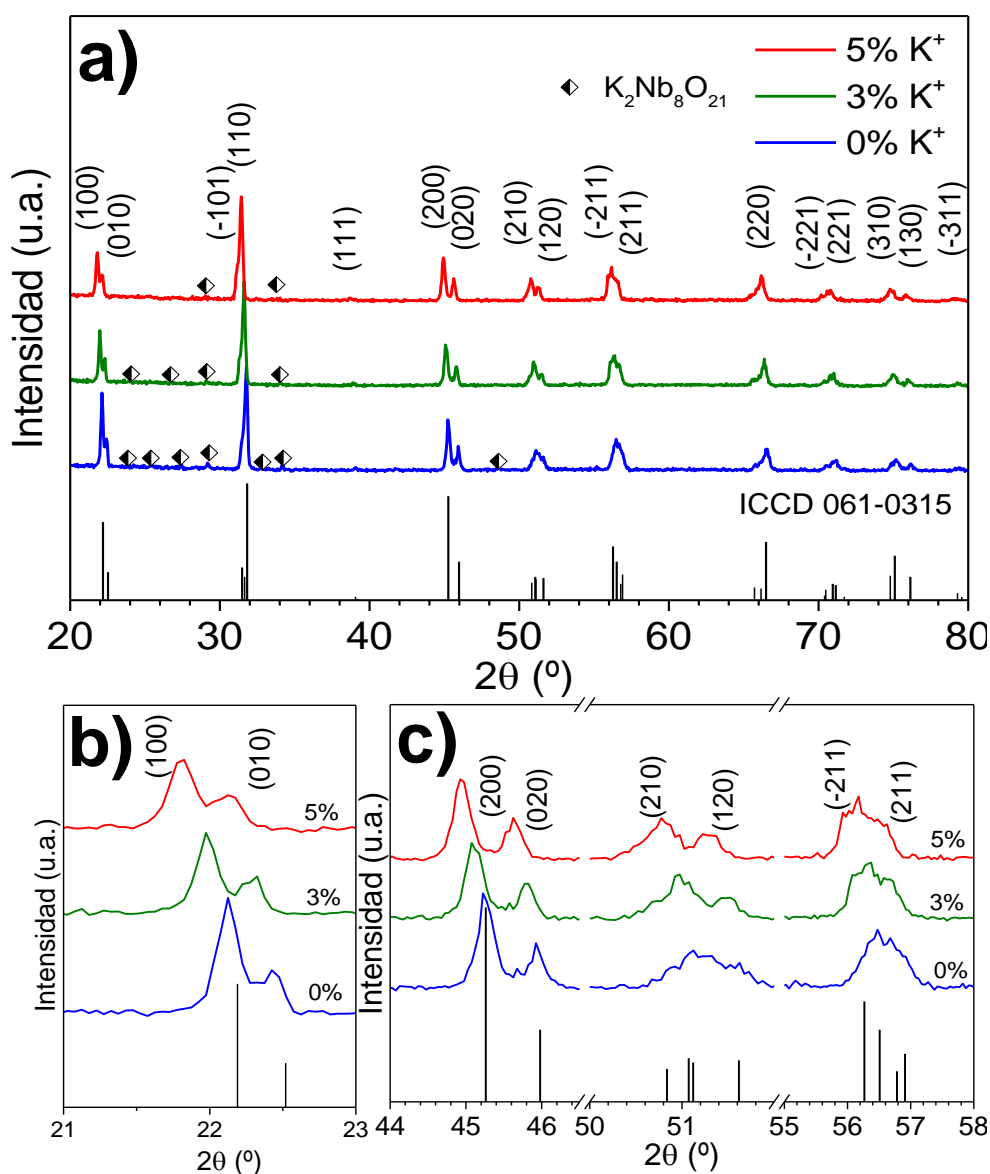 a)
5% K⁺
3% K⁺
0% K⁺
K₂Nb₈O₂₁
(100)
(010)
(-101)
(110)
(111)
(200)
(020)
(210)
(120)
(-211)
(211)
(220)
(-221)
(221)
(310)
(130)
(-311)
Intensidad (u.a.)
ICCD 061-0315
20 30 40 50 60 70 80
2θ (º)
b)
(100)
(010)
5%
3%
0%
Intensidad (u.a.)
21 22 23
2θ (º)
c)
(200)
(020)
(210)
(120)
(-211)
(211)
5%
3%
0%
Intensidad (u.a.)
44 45 46 50 51 55 56 57 58
2θ (º)